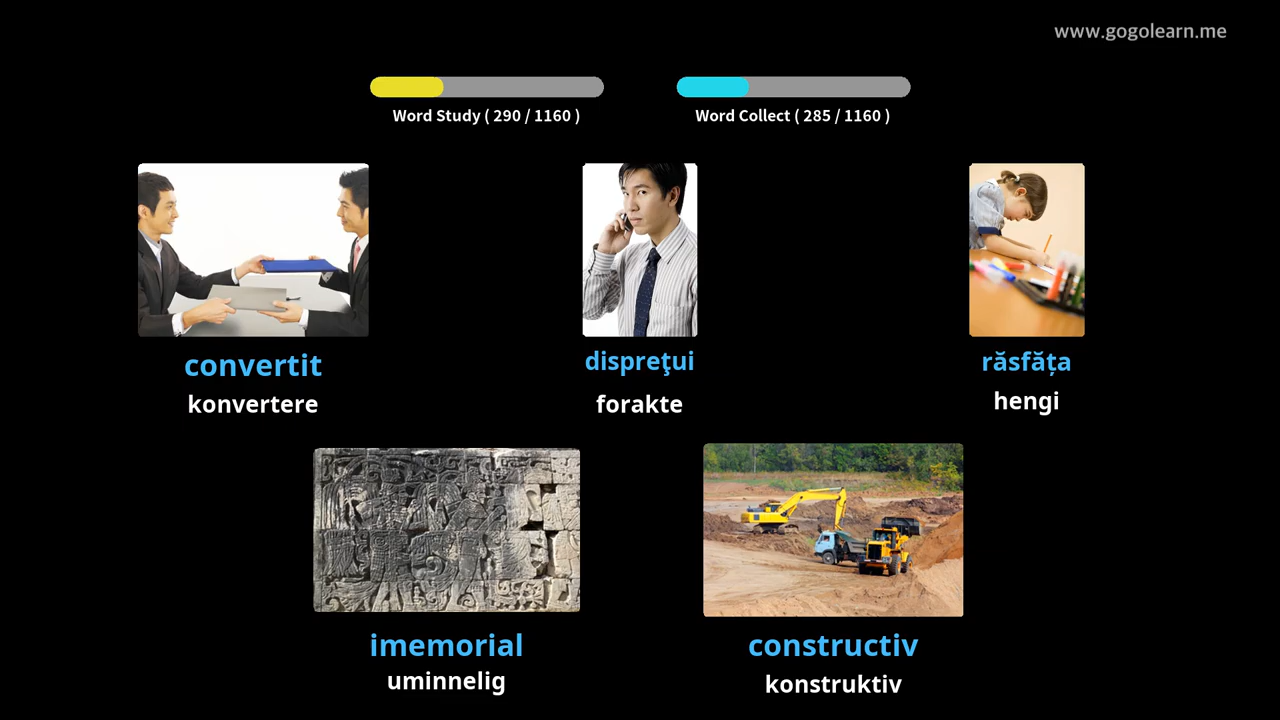 www.gogolearn.me
Word Study ( 290 / 1160 )
Word Collect ( 285 / 1160 )
convertit
konvertere
dispreţui
forakte
răsfăța
hengi
imemorial
uminnelig
constructiv
konstruktiv